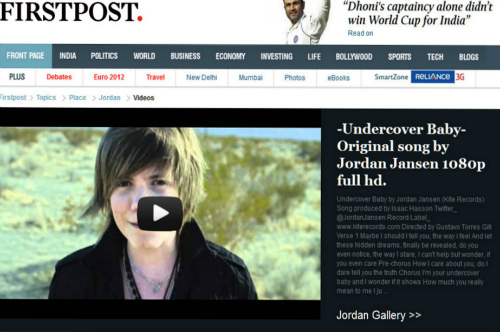 FIRSTPOST.
"Dhoni's captaincy alone didn't
win World Cup for India"
Read on
FRONT PAGE INDIA POLITICS WORLD BUSINESS ECONOMY INVESTING LIFE BOLLYWOOD SPORTS TECH BLOGS
PLUS Debates Euro 2012 Travel New Delhi Mumbai Photos eBooks SmartZone RELIANCE 3G
Firstpost > Topics > Place > Jordan > Videos
-Undercover Baby-
Original song by
Jordan Jansen 1080p
full hd.
Undercover Baby by Jordan Jansen (Kite Records)
Song produced by Isaac Hasson Twitter_
@JordanJansen Record Label_
www.kiterecords.com Directed by Gustavo Torres Gill
Verse 1 Maybe I should I tell you, the way I feel And let
these hidden dreams, finally be revealed, do you
even notice, the way I stare, I can't help but wonder, if
you even care Pre-chorus How I care about you, do I
dare tell you the truth Chorus I'm your undercover
baby and I wonder if it shows How much you really
mean to me I ju ...
Jordan Gallery >>